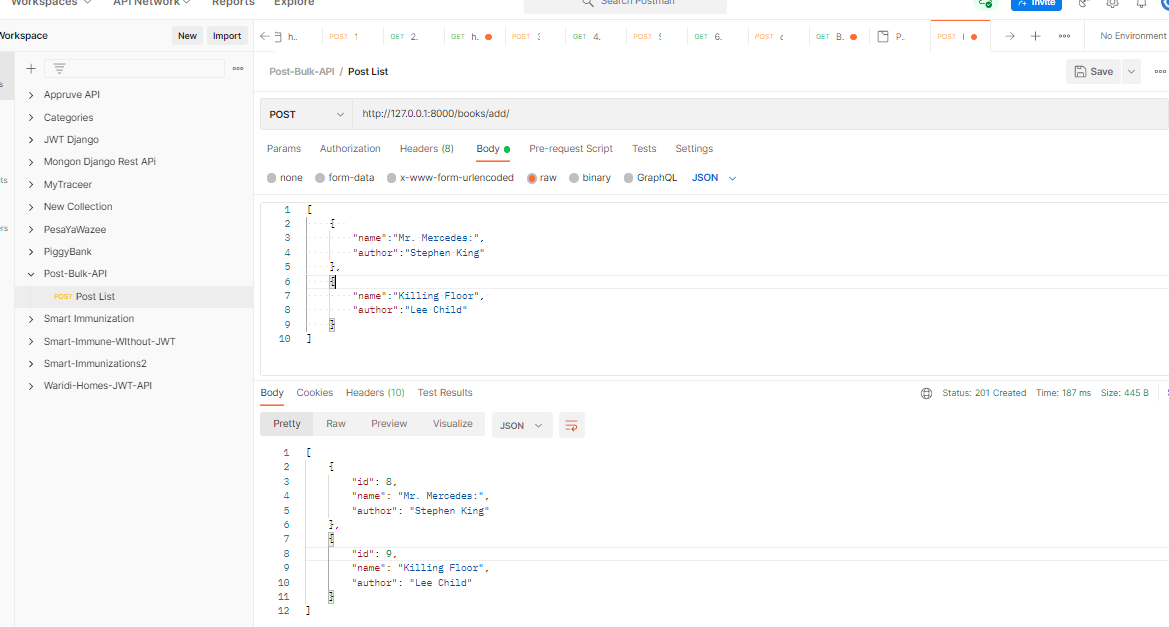 Workspaces API Network Reports Explore Search Postman Invite
Workspace New Import
h.. POST GET 2. GET h. POST GET 4. POST GET 6. POST GET B. P.. POST No Environment
Post-Bulk-API / Post List Save
Appruve API
Categories
JWT Django
Mongon Django Rest APi
MyTraceer
New Collection
PesaYaWazee
PiggyBank
Post-Bulk-API
POST Post List
Smart Immunization
Smart-Immune-WIthout-JWT
Smart-Immunizations2
Waridi-Homes-JWT-API
POST http://127.0.0.1:8000/books/add/
Params Authorization Headers (8) Body Pre-request Script Tests Settings
none form-data x-www-form-urlencoded raw binary GraphQL JSON
1 [
2 {
3 "name":"Mr. Mercedes:",
4 "author":"Stephen King"
5 },
6 {
7 "name":"Killing Floor",
8 "author":"Lee Child"
9 }
10 ]
Body Cookies Headers (10) Test Results Status: 201 Created Time: 187 ms Size: 445 B
Pretty Raw Preview Visualize JSON
1 [
2 {
3 "id": 8,
4 "name": "Mr. Mercedes:",
5 "author": "Stephen King"
6 },
7 {
8 "id": 9,
9 "name": "Killing Floor",
10 "author": "Lee Child"
11 }
12 ]